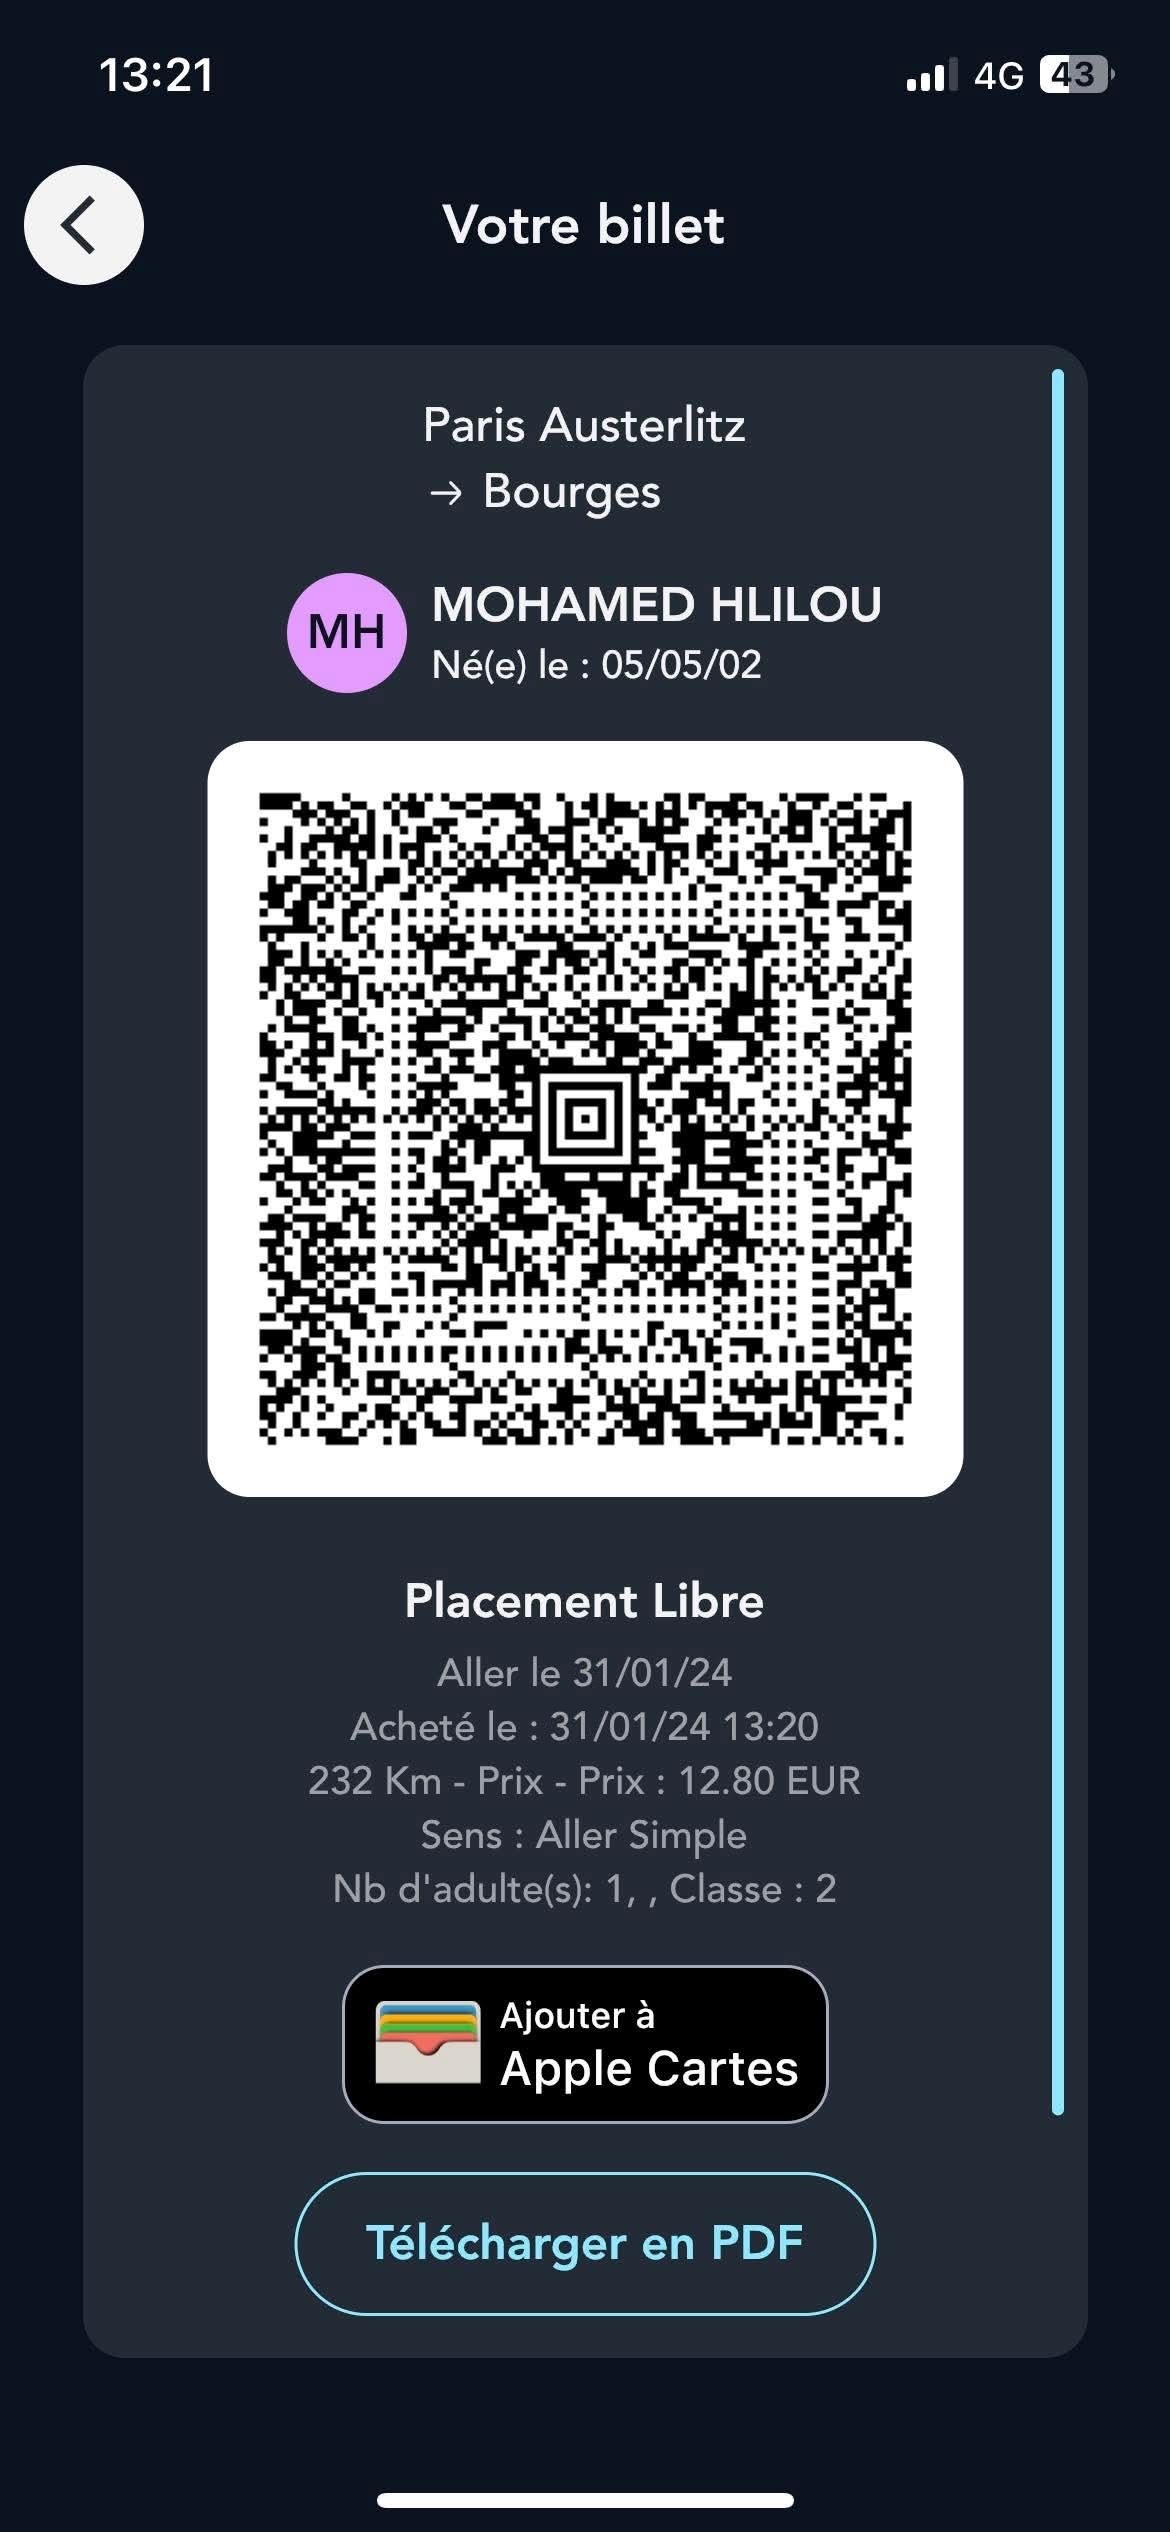 13:21
4G 43
Votre billet
Paris Austerlitz
→ Bourges
MH
MOHAMED HLILOU
Né(e) le : 05/05/02
Placement Libre
Aller le 31/01/24
Acheté le : 31/01/24 13:20
232 Km - Prix - Prix : 12.80 EUR
Sens : Aller Simple
Nb d'adulte(s): 1, , Classe : 2
Ajouter à
Apple Cartes
Télécharger en PDF